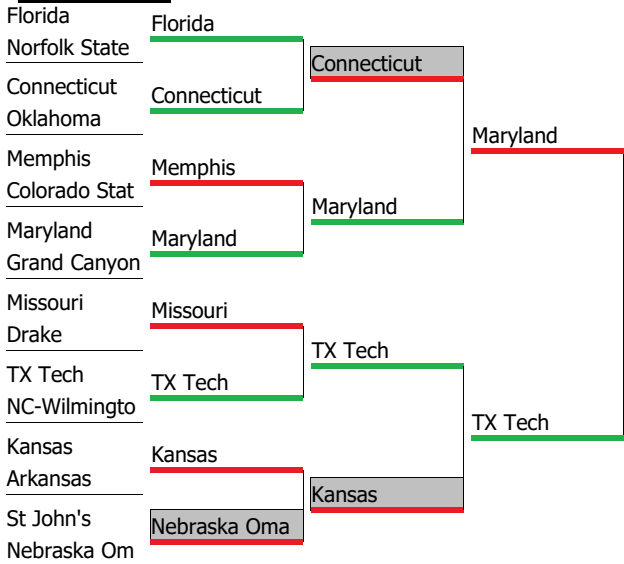 Florida
Norfolk State
Connecticut
Oklahoma
Memphis
Colorado Stat
Maryland
Grand Canyon
Missouri
Drake
TX Tech
NC-Wilmingto
Kansas
Arkansas
St John's
Nebraska Om
Florida
Connecticut
Memphis
Maryland
Missouri
TX Tech
Kansas
Nebraska Oma
Connecticut
Maryland
TX Tech
Kansas
Maryland
TX Tech